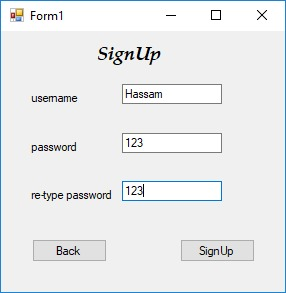 Form1
SignUp
username Hassam
password 123
re-type password 123
Back SignUp